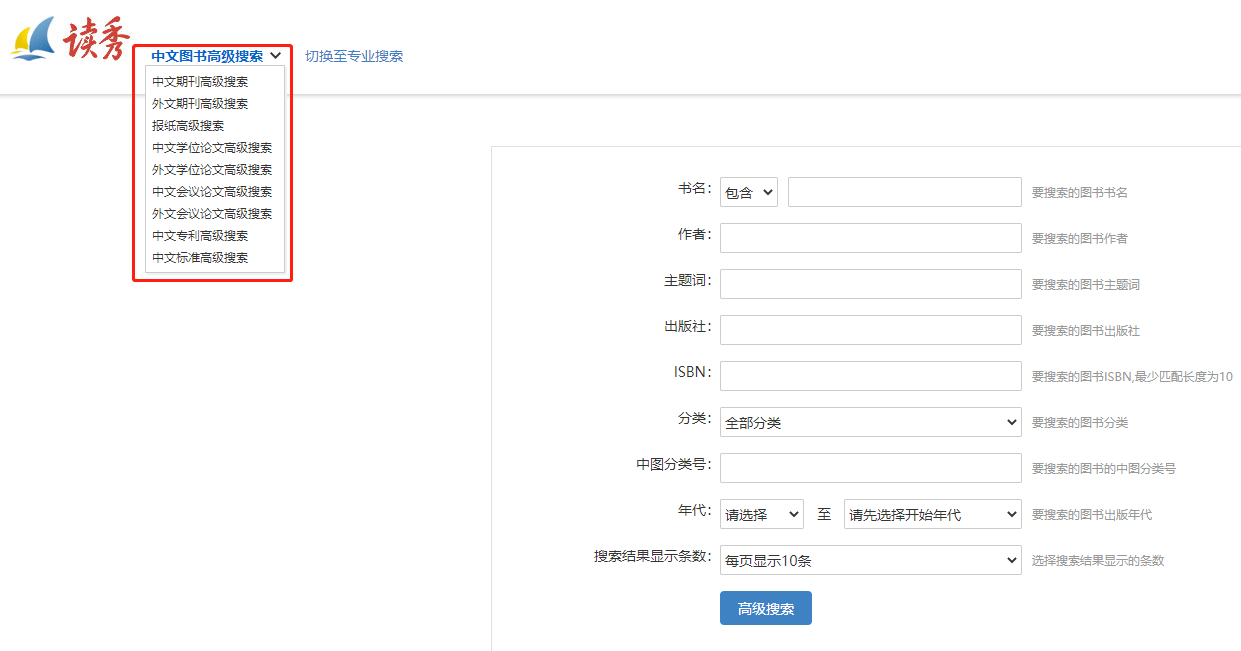 读秀
中文图书高级搜索 切换至专业搜索
中文期刊高级搜索
外文期刊高级搜索
报纸高级搜索
中文学位论文高级搜索
外文学位论文高级搜索
中文会议论文高级搜索
外文会议论文高级搜索
中文专利高级搜索
中文标准高级搜索
书名: 包含 要搜索的图书书名
作者: 要搜索的图书作者
主题词: 要搜索的图书主题词
出版社: 要搜索的图书出版社
ISBN: 要搜索的图书ISBN,最少匹配长度为10
分类: 全部分类 要搜索的图书分类
中图分类号: 要搜索的图书的中图分类号
年代: 请选择 至 请先选择开始年代 要搜索的图书出版年代
搜索结果显示条数: 每页显示10条 选择搜索结果显示的条数
高级搜索